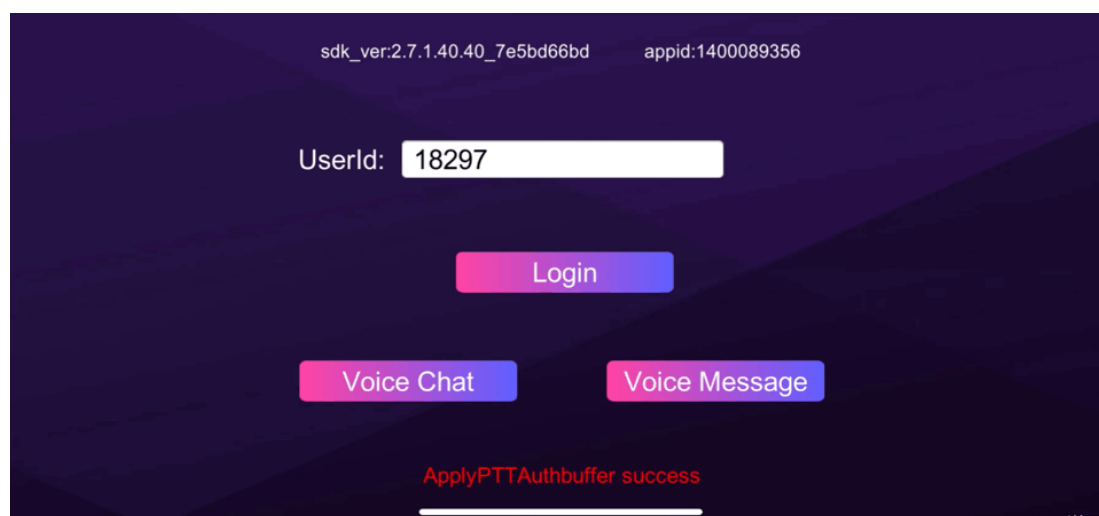 sdk_ver:2.7.1.40.40_7e5bd66bd appid:1400089356
UserId: 18297
Login
Voice Chat Voice Message
ApplyPTTAuthbuffer success